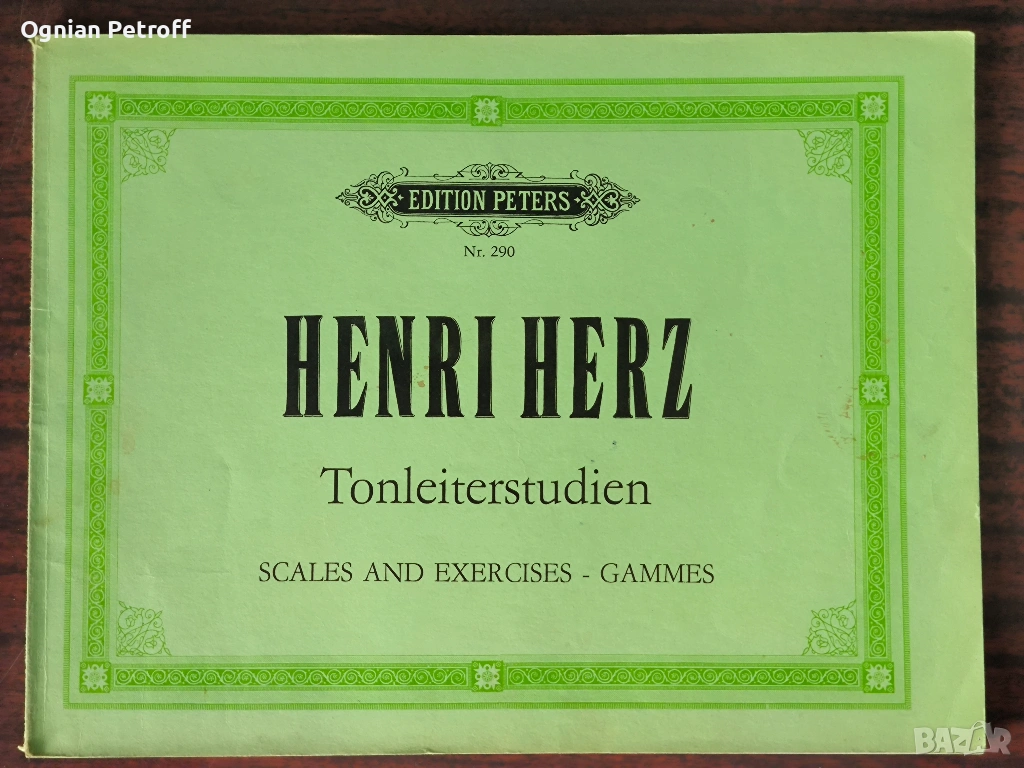 Ognian Petroff
EDITION PETERS
Nr. 290
HENRI HERZ
Tonleiterstudien
SCALES AND EXERCISES - GAMMES
BAZAR